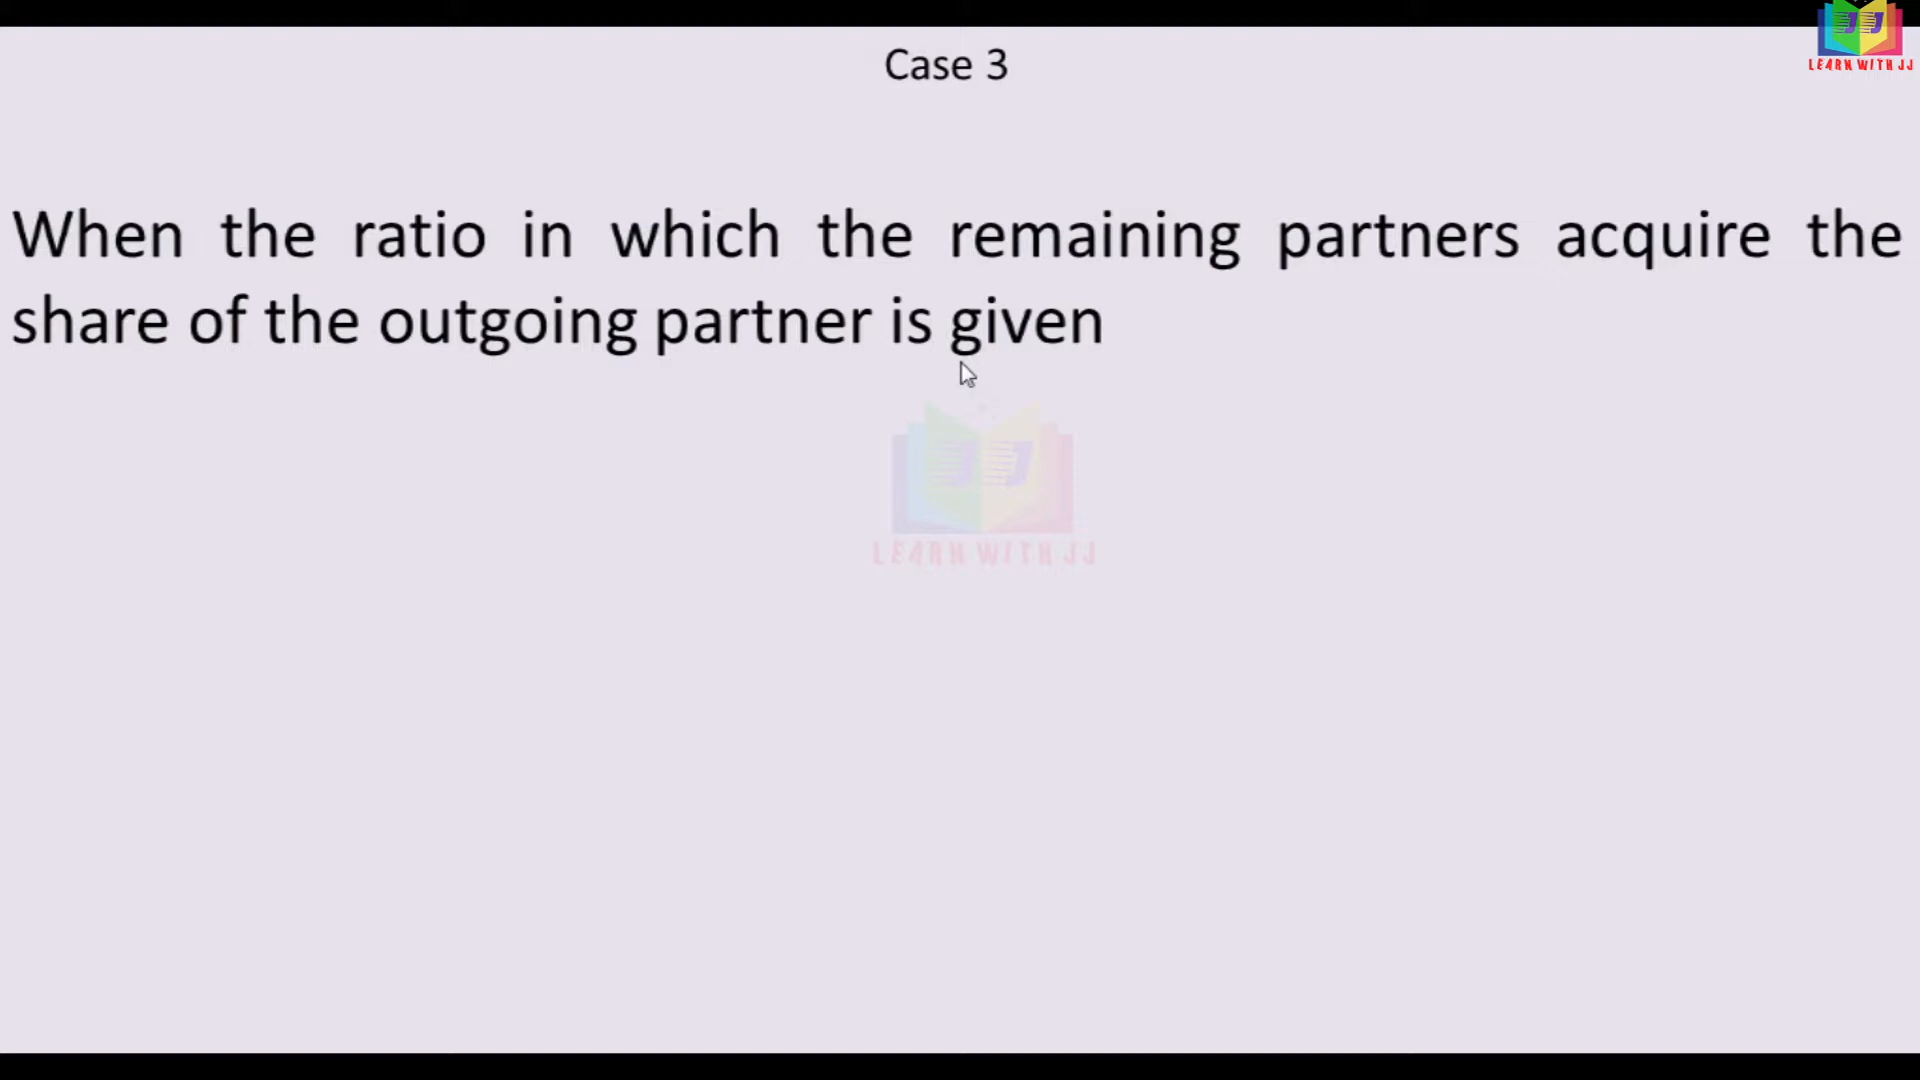 LEARN WITH JJ
Case 3
When the ratio in which the remaining partners acquire the
share of the outgoing partner is given
JJ
LEARN WITH JJ